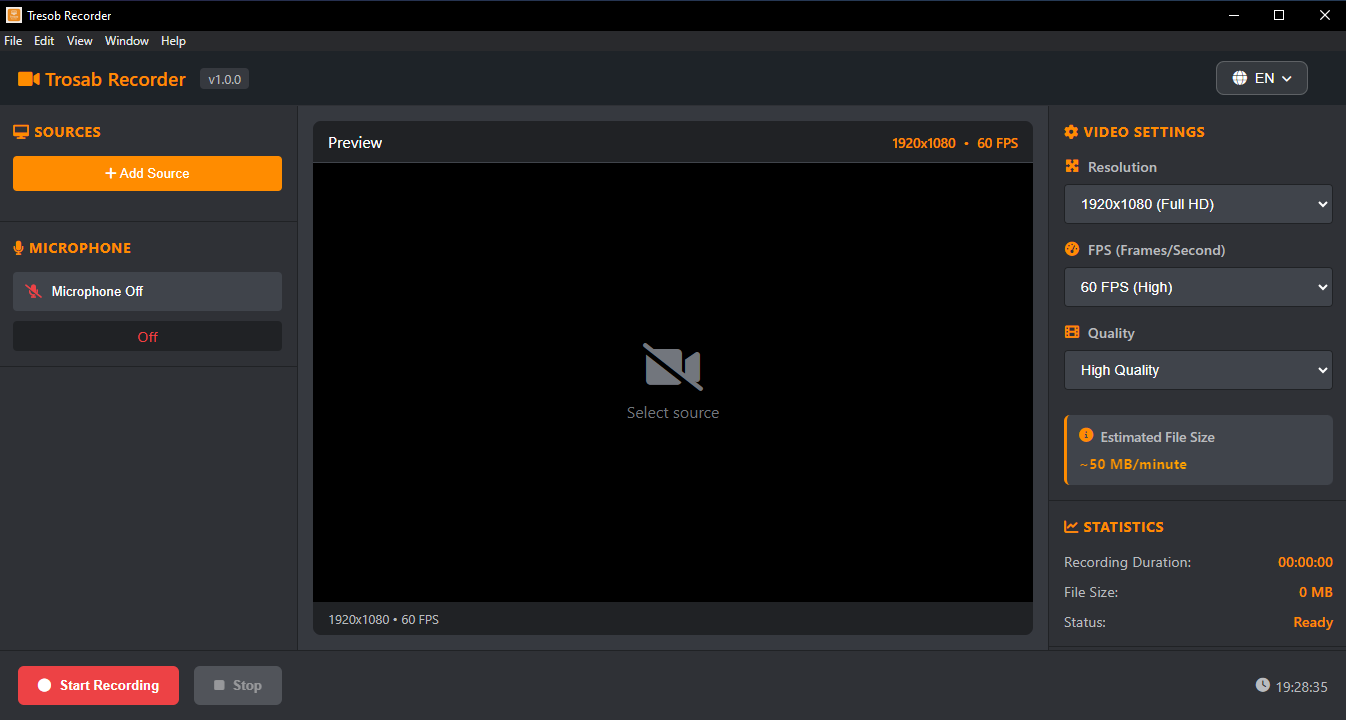 Tresob Recorder
File Edit View Window Help
Trosab Recorder v1.0.0
EN
SOURCES
+ Add Source
MICROPHONE
Microphone Off
Off
Preview
1920x1080 • 60 FPS
Select source
1920x1080 • 60 FPS
VIDEO SETTINGS
Resolution
1920x1080 (Full HD)
FPS (Frames/Second)
60 FPS (High)
Quality
High Quality
Estimated File Size
~50 MB/minute
STATISTICS
Recording Duration: 00:00:00
File Size: 0 MB
Status: Ready
Start Recording
Stop
19:28:35